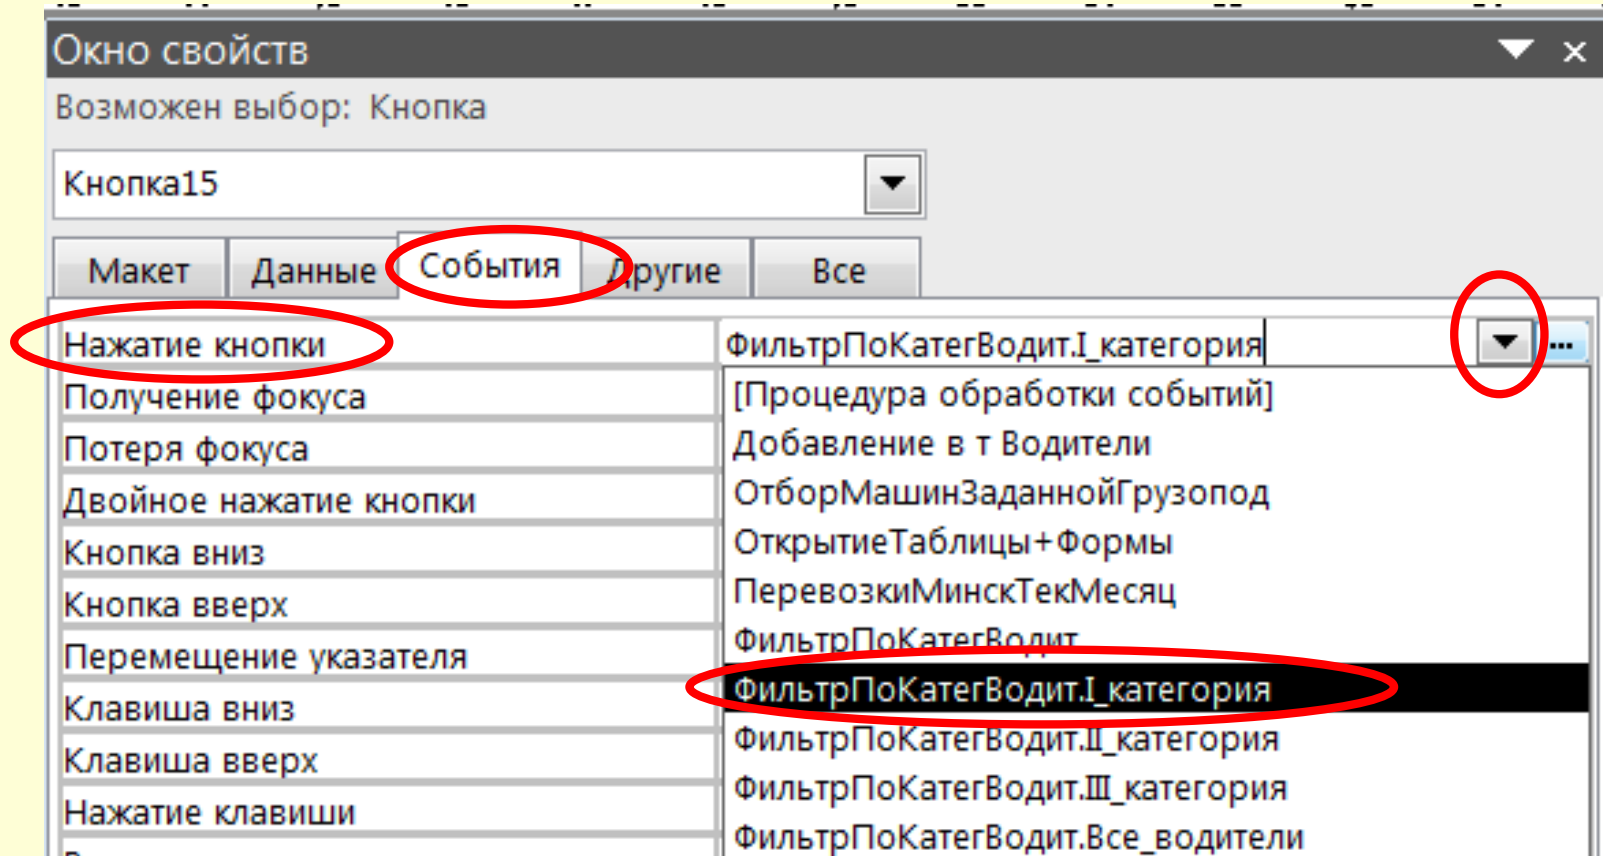 Окно свойств
Возможен выбор: Кнопка
Кнопка15
Макет Данные События Другие Все
Нажатие кнопки ФильтрПоКатегВодит.I_категория ...
Получение фокуса [Процедура обработки событий]
Потеря фокуса Добавление в т Водители
Двойное нажатие кнопки ОтборМашинЗаданнойГрузопод
Кнопка вниз ОткрытиеТаблицы+Формы
Кнопка вверх ПеревозкиМинскТекМесяц
Перемещение указателя ФильтрПоКатегВодит
Клавиша вниз ФильтрПоКатегВодит.I_категория
Клавиша вверх ФильтрПоКатегВодит.II_категория
Нажатие клавиши ФильтрПоКатегВодит.III_категория
ФильтрПоКатегВодит.Все_водители